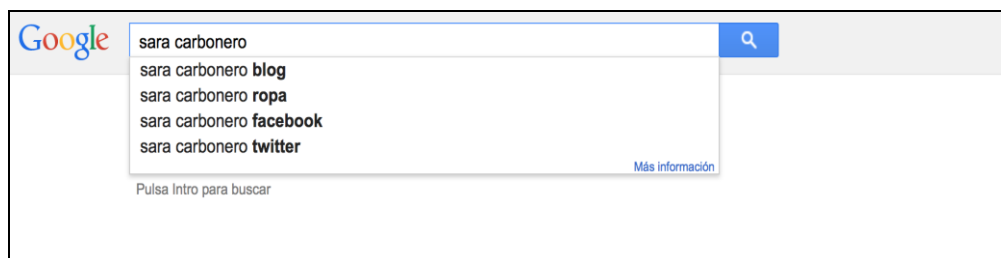 Google sara carbonero
sara carbonero blog
sara carbonero ropa
sara carbonero facebook
sara carbonero twitter
Más información
Pulsa Intro para buscar